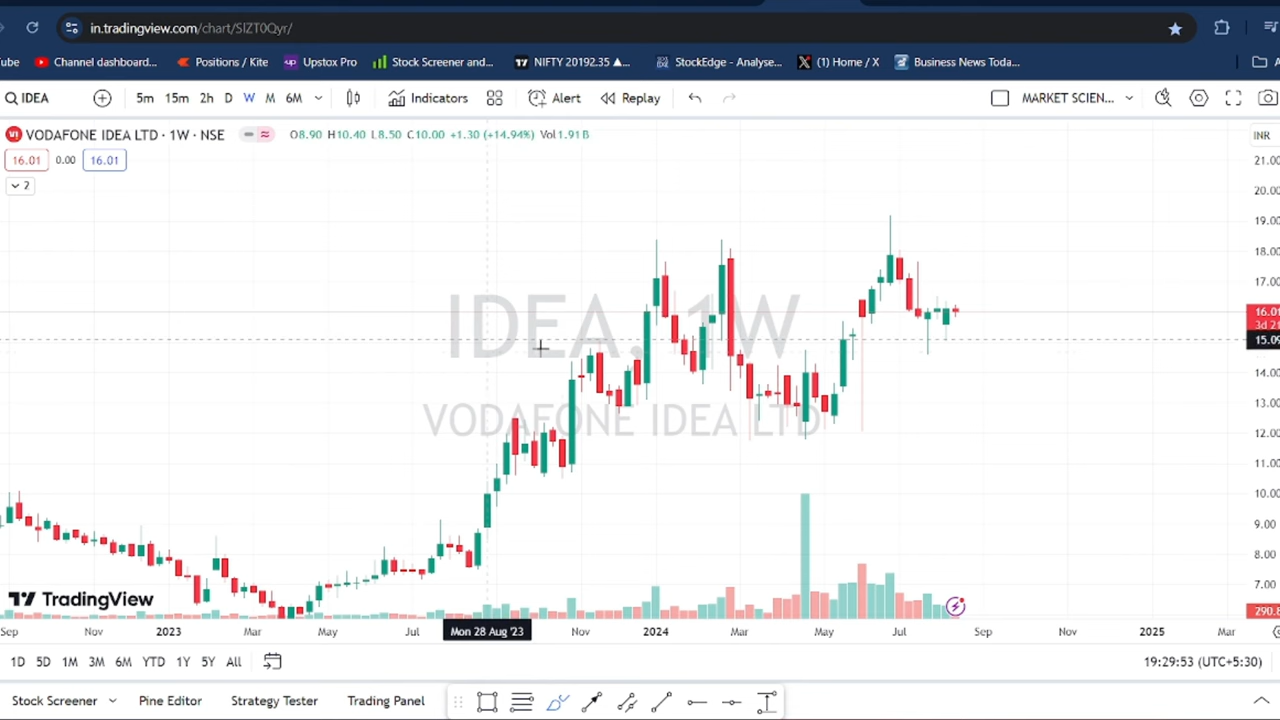 in.tradingview.com/chart/SIZT0Qyr/
ube Channel dashboard... Positions / Kite Upstox Pro Stock Screener and... NIFTY 20192.35 ▲... StockEdge - Analyse... (1) Home / X Business News Toda...
IDEA 5m 15m 2h D W M 6M Indicators Alert Replay MARKET SCIEN...
VODAFONE IDEA LTD · 1W · NSE O8.90 H10.40 L8.50 C10.00 +1.30 (+14.94%) Vol1.91B INR
16.01 0.00 16.01
2
21.00
20.00
19.00
18.00
17.00
16.01
3d 2
15.09
14.00
13.00
12.00
11.00
10.00
9.00
8.00
7.00
290.8
IDEA, 1W
VODAFONE IDEA LTD
TradingView
Sep Nov 2023 Mar May Jul Mon 28 Aug '23 Nov 2024 Mar May Jul Sep Nov 2025 Mar
1D 5D 1M 3M 6M YTD 1Y 5Y All 19:29:53 (UTC+5:30)
Stock Screener Pine Editor Strategy Tester Trading Panel